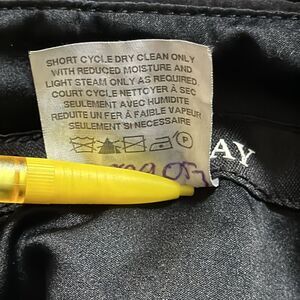 SHORT CYCLE DRY CLEAN ONLY
WITH REDUCED MOISTURE AND
LIGHT STEAM ONLY AS REQUIRED
COURT CYCLE NETTOYER À SEC
SEULEMENT AVEC HUMIDITE
REDUITE UN FER À FAIBLE VAPEUR
SEULEMENT SI NECESSAIRE
P
AY